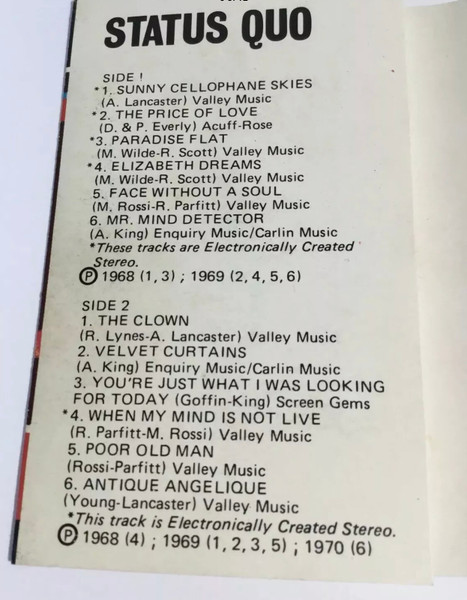 STATUS QUO
SIDE !
*1. SUNNY CELLOPHANE SKIES
(A. Lancaster) Valley Music
*2. THE PRICE OF LOVE
(D. & P. Everly) Acuff-Rose
*3. PARADISE FLAT
(M. Wilde-R. Scott) Valley Music
*4. ELIZABETH DREAMS
(M. Wilde-R. Scott) Valley Music
5. FACE WITHOUT A SOUL
(M. Rossi-R. Parfitt) Valley Music
6. MR. MIND DETECTOR
(A. King) Enquiry Music/Carlin Music
*These tracks are Electronically Created
Stereo.
Ⓟ 1968 (1, 3) ; 1969 (2, 4, 5, 6)
SIDE 2
1. THE CLOWN
(R. Lynes-A. Lancaster) Valley Music
2. VELVET CURTAINS
(A. King) Enquiry Music/Carlin Music
3. YOU'RE JUST WHAT I WAS LOOKING
FOR TODAY (Goffin-King) Screen Gems
*4. WHEN MY MIND IS NOT LIVE
(R. Parfitt-M. Rossi) Valley Music
5. POOR OLD MAN
(Rossi-Parfitt) Valley Music
6. ANTIQUE ANGELIQUE
(Young-Lancaster) Valley Music
*This track is Electronically Created Stereo.
Ⓟ 1968 (4) ; 1969 (1, 2, 3, 5) ; 1970 (6)